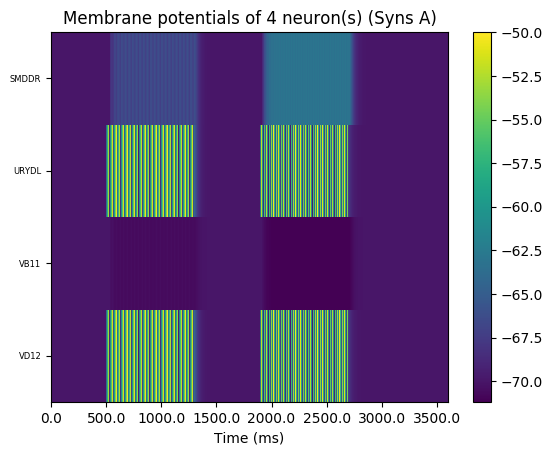 Membrane potentials of 4 neuron(s) (Syns A)
SMDDR
URYDL
VB11
VD12
0.0 500.0 1000.0 1500.0 2000.0 2500.0 3000.0 3500.0
Time (ms)
−50.0
−52.5
−55.0
−57.5
−60.0
−62.5
−65.0
−67.5
−70.0